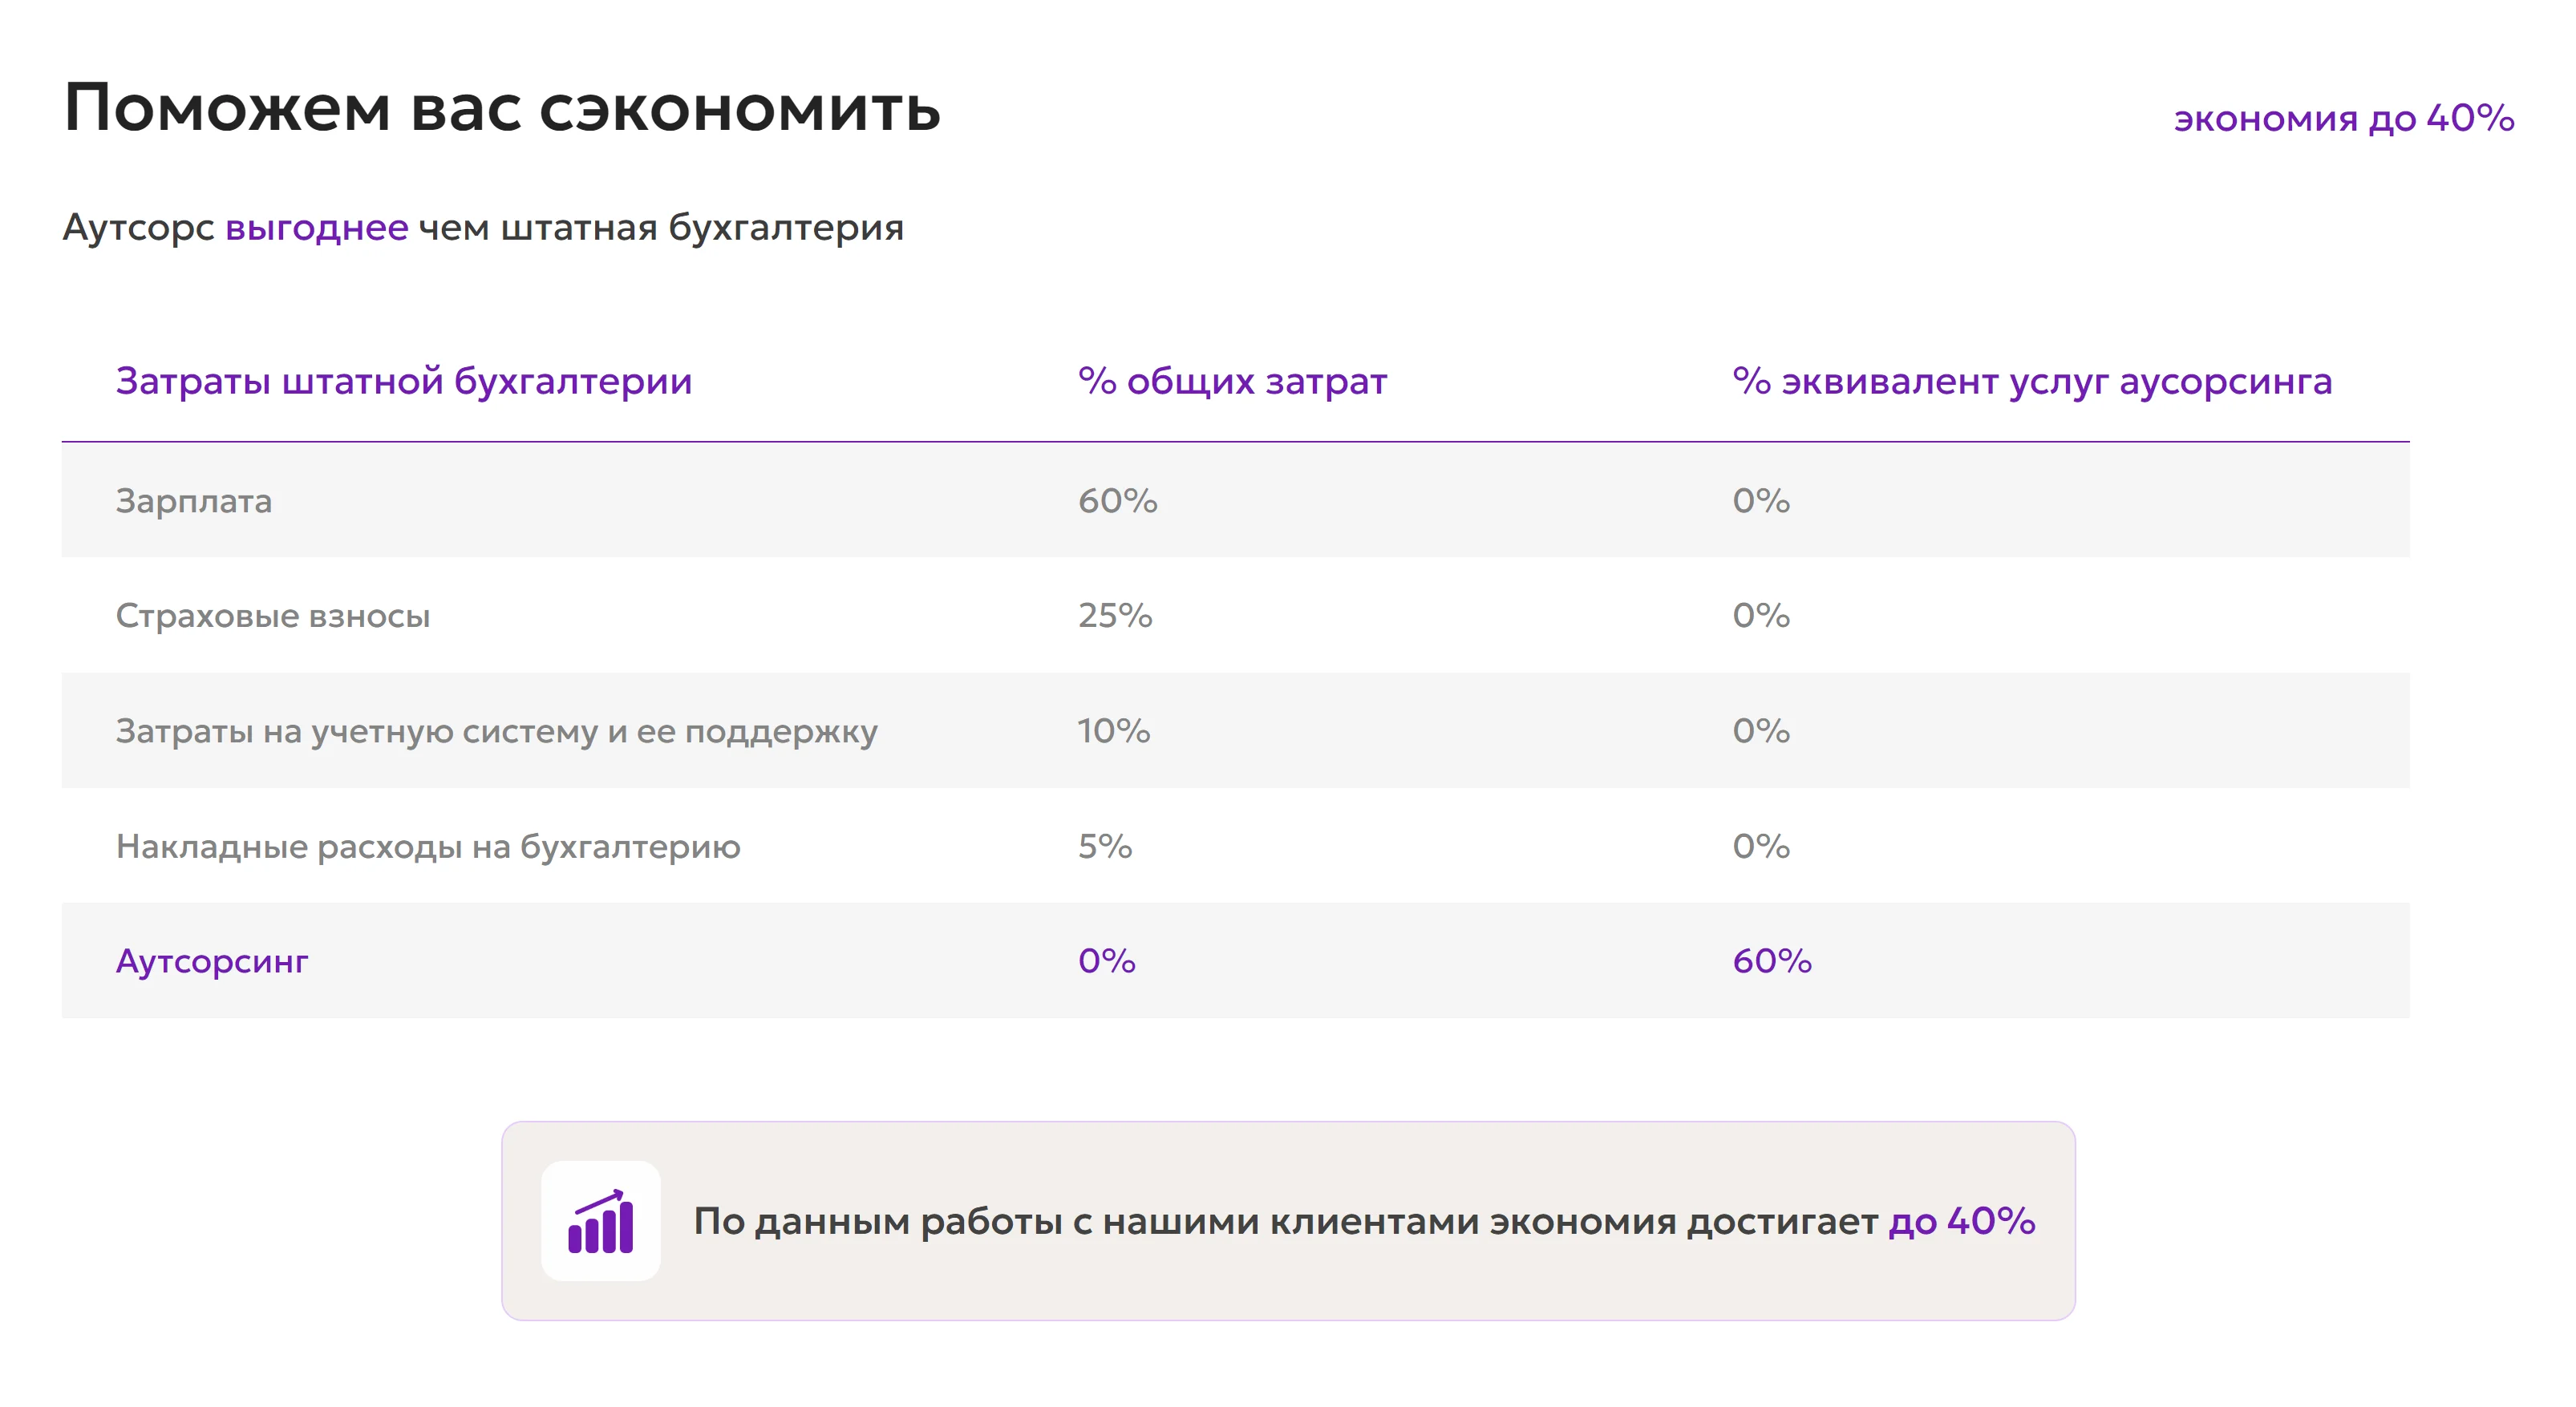 Поможем вас сэкономить
экономия до 40%
Аутсорс выгоднее чем штатная бухгалтерия
Затраты штатной бухгалтерии % общих затрат % эквивалент услуг аусорсинга
Зарплата 60% 0%
Страховые взносы 25% 0%
Затраты на учетную систему и ее поддержку 10% 0%
Накладные расходы на бухгалтерию 5% 0%
Аутсорсинг 0% 60%
По данным работы с нашими клиентами экономия достигает до 40%